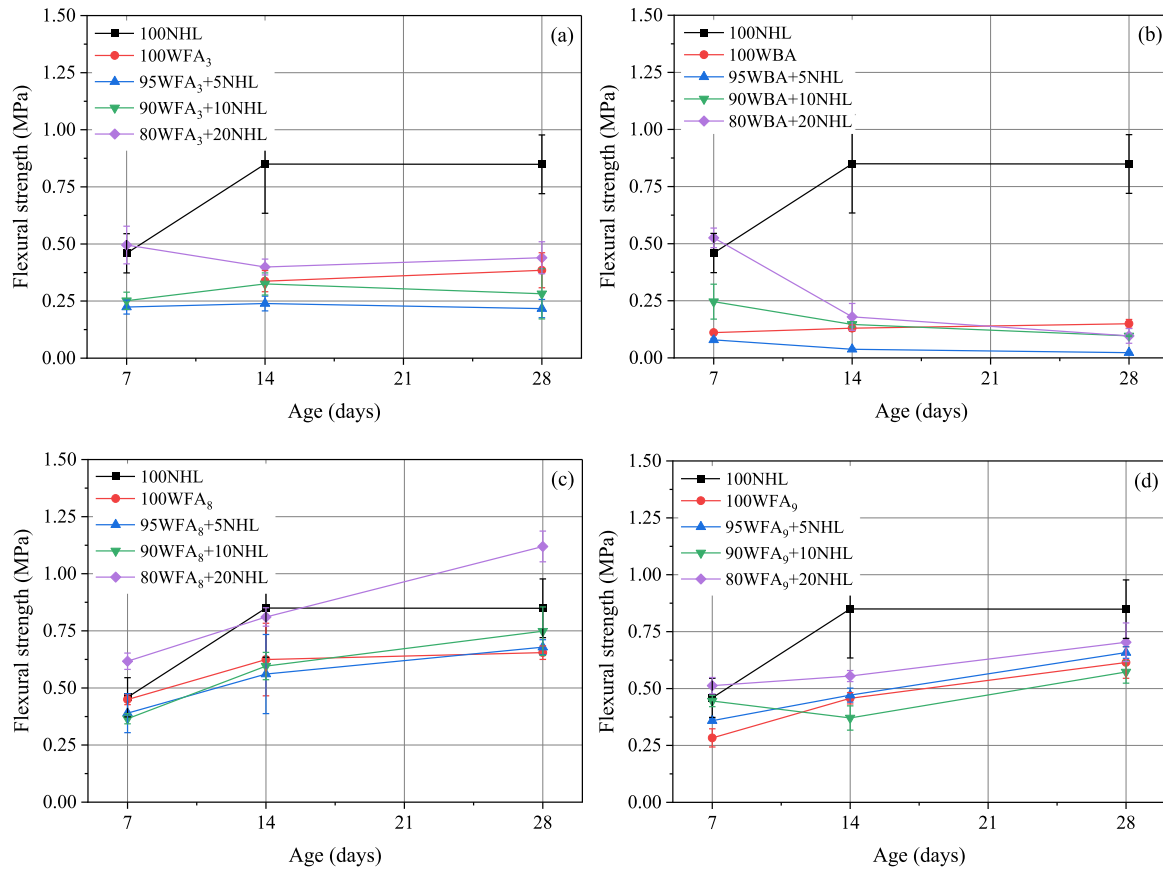 (a)
100NHL
100WFA₃
95WFA₃+5NHL
90WFA₃+10NHL
80WFA₃+20NHL
Flexural strength (MPa)
1.50
1.25
1.00
0.75
0.50
0.25
0.00
7 14 21 28
Age (days)
(b)
100NHL
100WBA
95WBA+5NHL
90WBA+10NHL
80WBA+20NHL
Flexural strength (MPa)
1.50
1.25
1.00
0.75
0.50
0.25
0.00
7 14 21 28
Age (days)
(c)
100NHL
100WFA₈
95WFA₈+5NHL
90WFA₈+10NHL
80WFA₈+20NHL
Flexural strength (MPa)
1.50
1.25
1.00
0.75
0.50
0.25
0.00
7 14 21 28
Age (days)
(d)
100NHL
100WFA₉
95WFA₉+5NHL
90WFA₉+10NHL
80WFA₉+20NHL
Flexural strength (MPa)
1.50
1.25
1.00
0.75
0.50
0.25
0.00
7 14 21 28
Age (days)